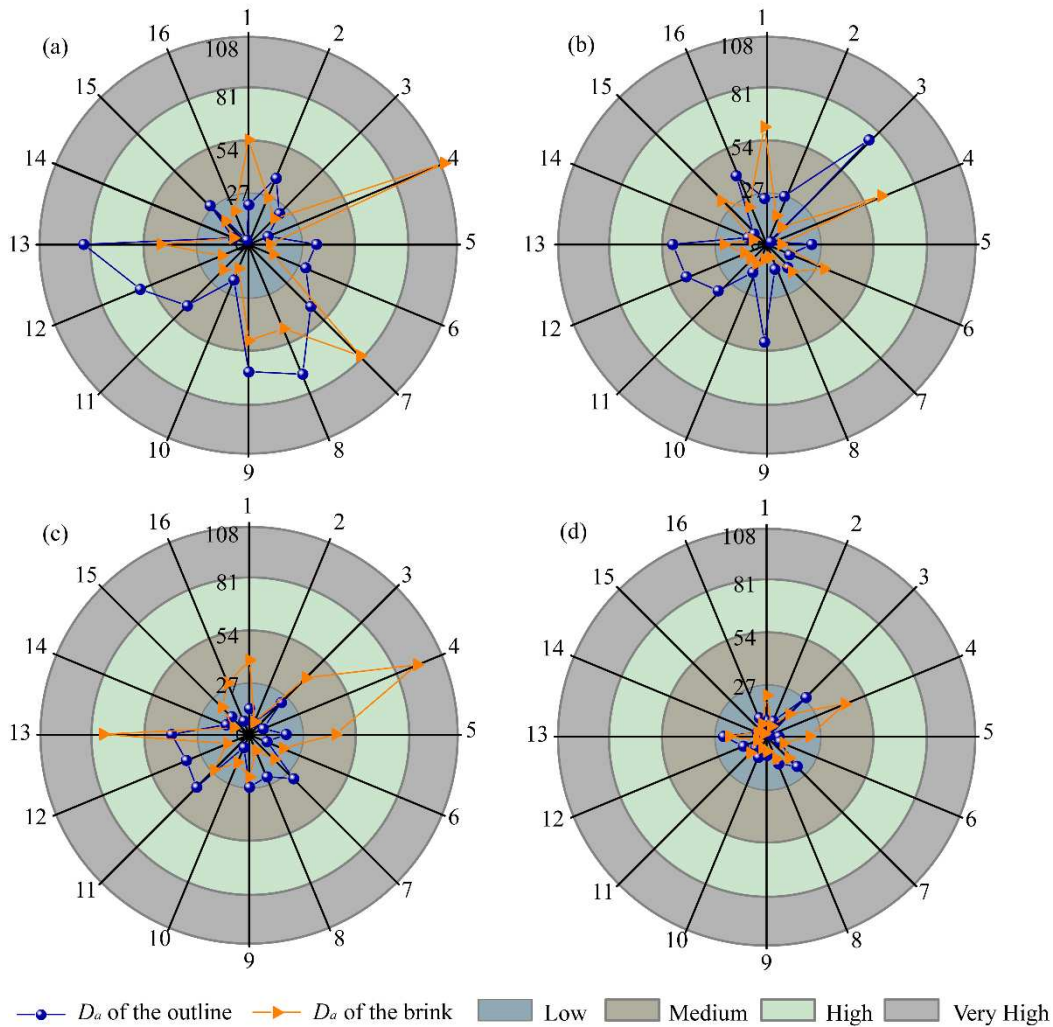 1
(a) 16 108 2 (b) 16 108 2
15 81 3 15 81 3
14 54 4 14 54 4
27 27
13 5 13 5
12 6 12 6
11 7 11 7
10 8 10 8
9 9
1 1
(c) 16 108 2 (d) 16 108 2
15 81 3 15 81 3
14 54 4 14 54 4
27 27
13 5 13 5
12 6 12 6
11 7 11 7
10 8 10 8
9 9
Da of the outline Da of the brink Low Medium High Very High